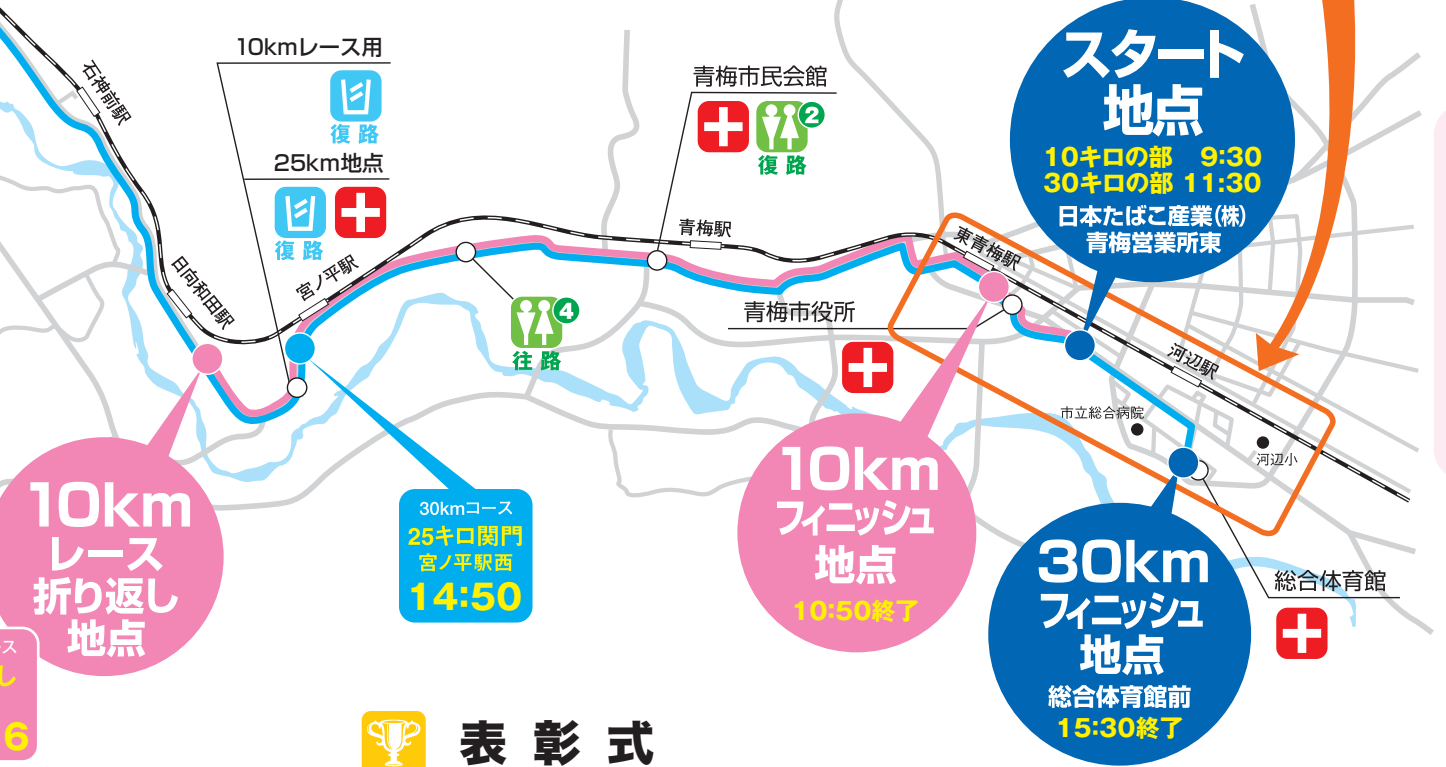 石神前駅
10kmレース用
復路
25km地点
復路
日向和田駅
宮ノ平駅
青梅市民会館
2
復路
青梅駅
4
往路
スタート
地点
10キロの部 9:30
30キロの部 11:30
日本たばこ産業(株)
青梅営業所東
東青梅駅
青梅市役所
河辺駅
市立総合病院
河辺小
10km
レース
折り返し
地点
ース
し
6
30kmコース
25キロ関門
宮ノ平駅西
14:50
10km
フィニッシュ
地点
10:50終了
30km
フィニッシュ
地点
総合体育館前
15:30終了
総合体育館
表彰式